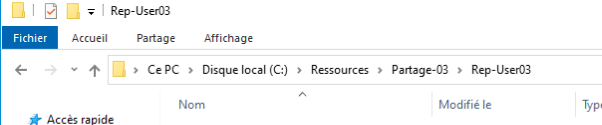 Rep-User03
Fichier Accueil Partage Affichage
Ce PC > Disque local (C:) > Ressources > Partage-03 > Rep-User03
Nom Modifié le Type
Accès rapide